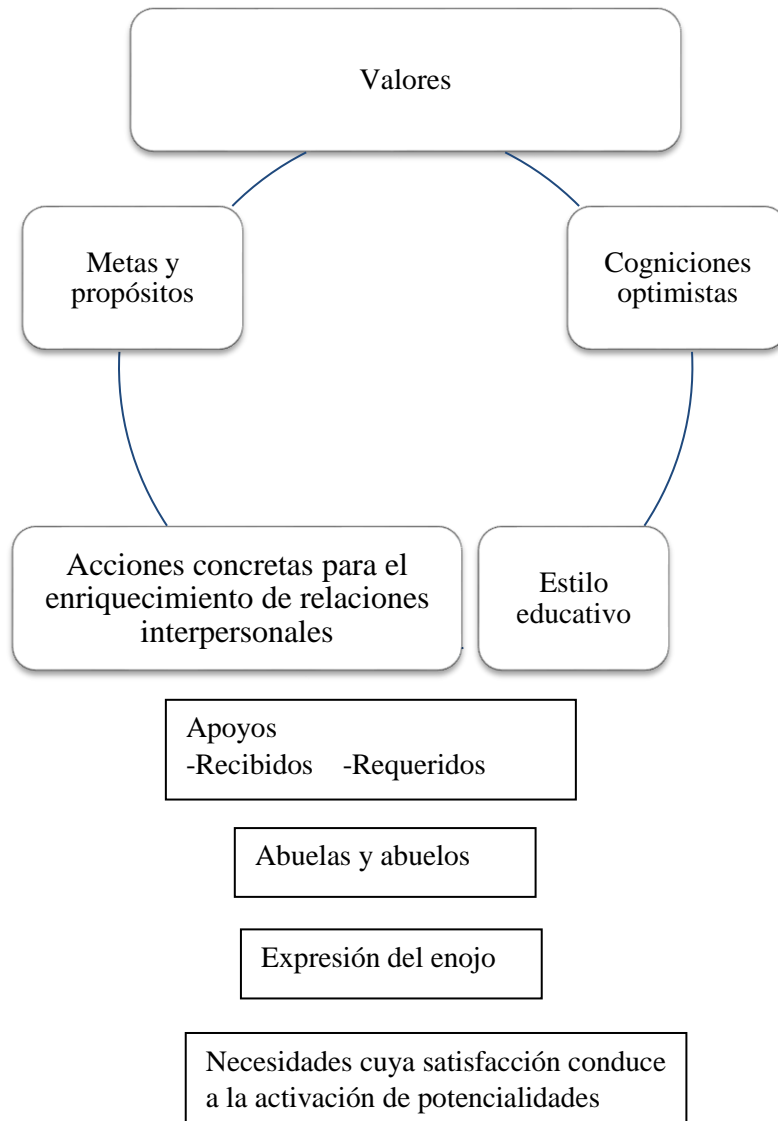 Valores
Metas y
propósitos
Cogniciones
optimistas
Acciones concretas para el
enriquecimiento de relaciones
interpersonales
Estilo
educativo
Apoyos
-Recibidos -Requeridos
Abuelas y abuelos
Expresión del enojo
Necesidades cuya satisfacción conduce
a la activación de potencialidades